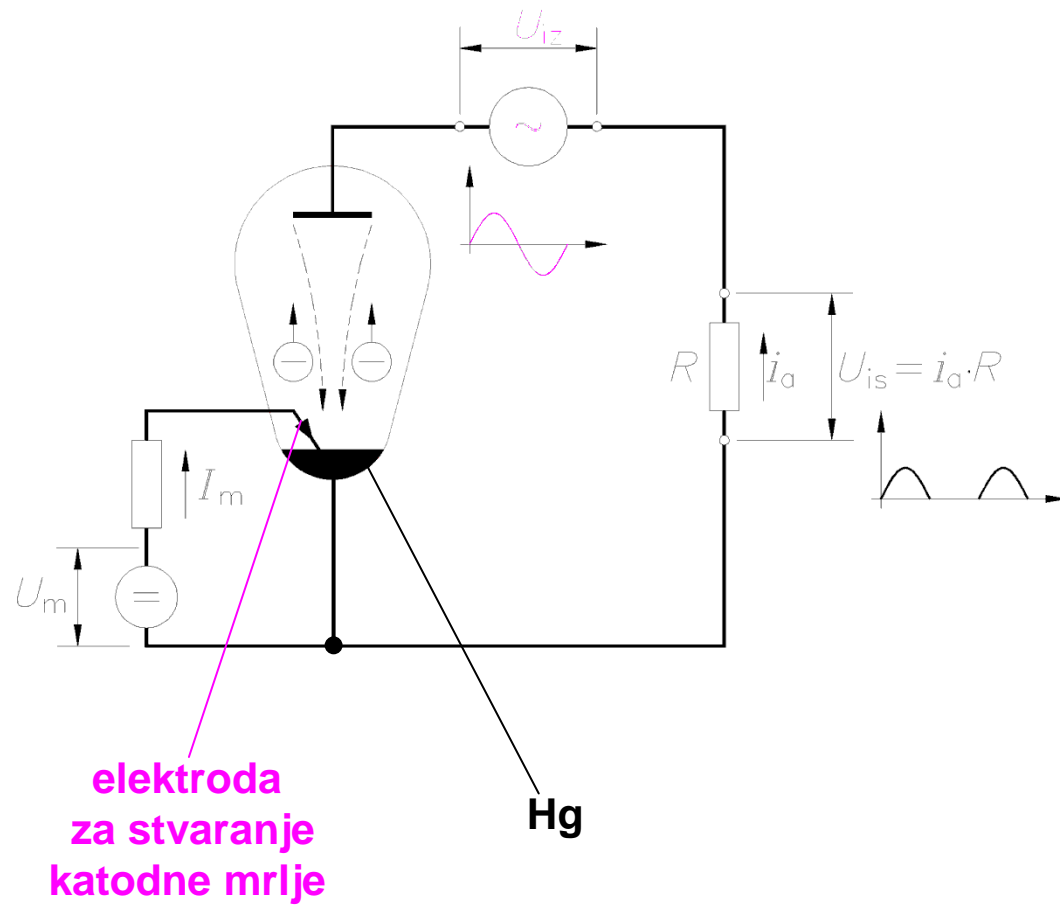 U_iz
~
R
i_a
U_is = i_a·R
I_m
U_m
=
elektroda
za stvaranje
katodne mrlje
Hg